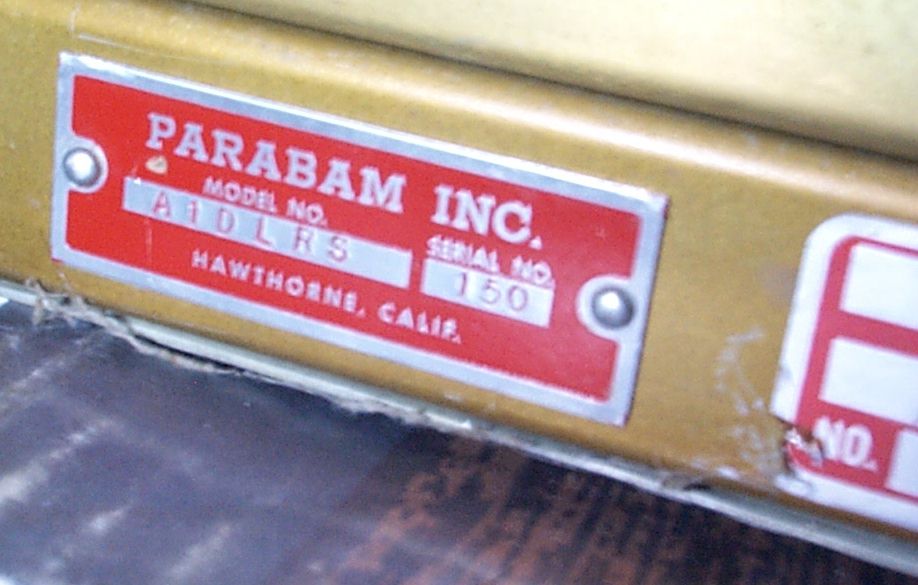 PARABAM INC.
MODEL NO.
A1DLRS
SERIAL NO.
150
HAWTHORNE, CALIF.
NO.